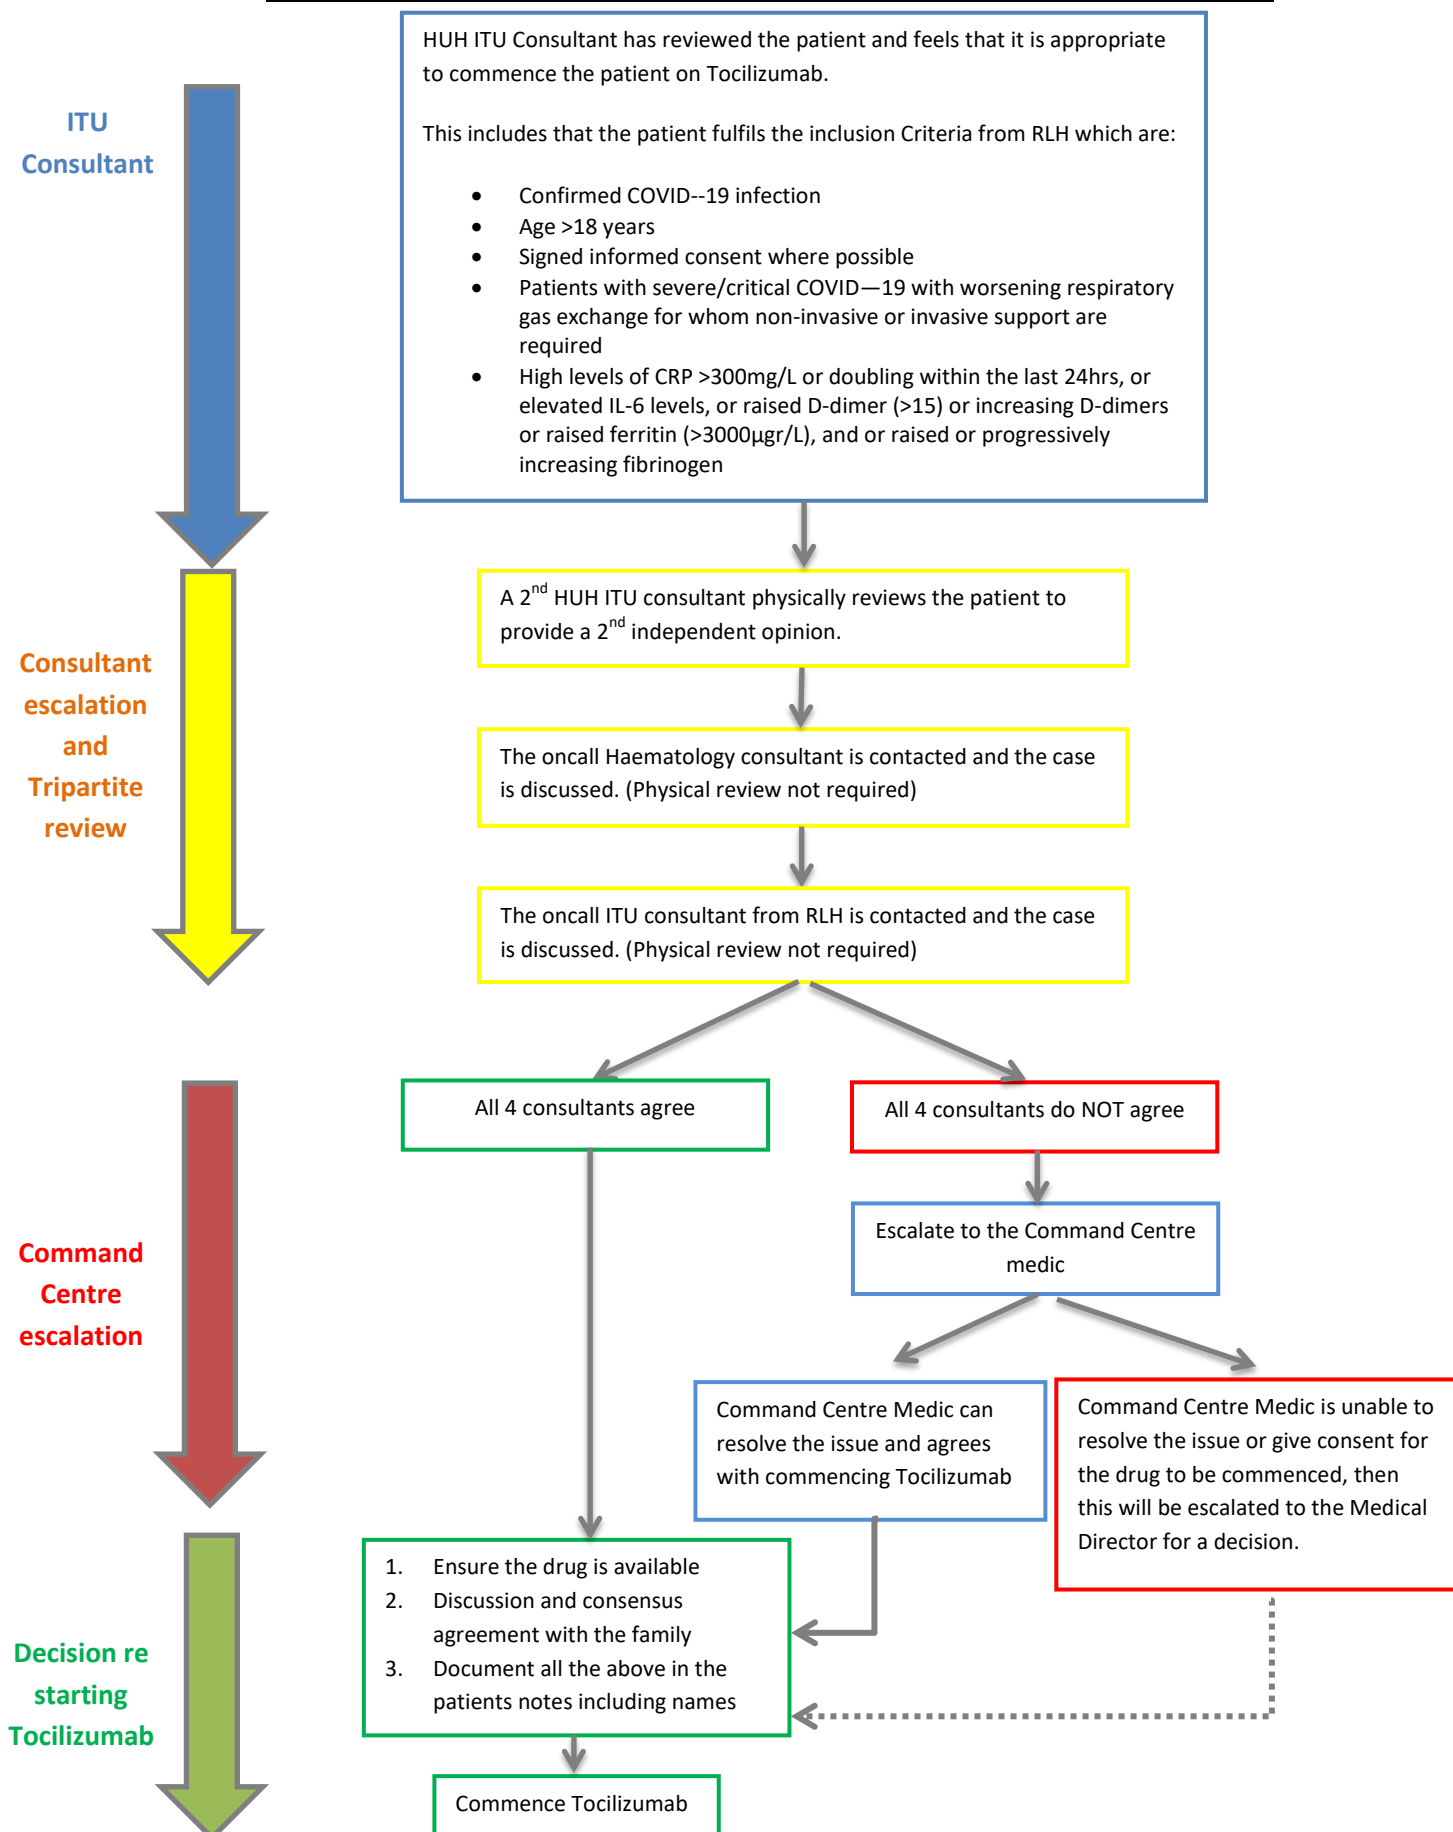 HUH ITU Consultant has reviewed the patient and feels that it is appropriate
to commence the patient on Tocilizumab.
This includes that the patient fulfils the inclusion Criteria from RLH which are:
• Confirmed COVID--19 infection
• Age >18 years
• Signed informed consent where possible
• Patients with severe/critical COVID—19 with worsening respiratory
gas exchange for whom non-invasive or invasive support are
required
• High levels of CRP >300mg/L or doubling within the last 24hrs, or
elevated IL-6 levels, or raised D-dimer (>15) or increasing D-dimers
or raised ferritin (>3000µgr/L), and or raised or progressively
increasing fibrinogen
ITU
Consultant
A 2nd HUH ITU consultant physically reviews the patient to
provide a 2nd independent opinion.
Consultant
escalation
and
Tripartite
review
The oncall Haematology consultant is contacted and the case
is discussed. (Physical review not required)
The oncall ITU consultant from RLH is contacted and the case
is discussed. (Physical review not required)
All 4 consultants agree
All 4 consultants do NOT agree
Command
Centre
escalation
Escalate to the Command Centre
medic
Command Centre Medic can
resolve the issue and agrees
with commencing Tocilizumab
Command Centre Medic is unable to
resolve the issue or give consent for
the drug to be commenced, then
this will be escalated to the Medical
Director for a decision.
Decision re
starting
Tocilizumab
1. Ensure the drug is available
2. Discussion and consensus
agreement with the family
3. Document all the above in the
patients notes including names
Commence Tocilizumab